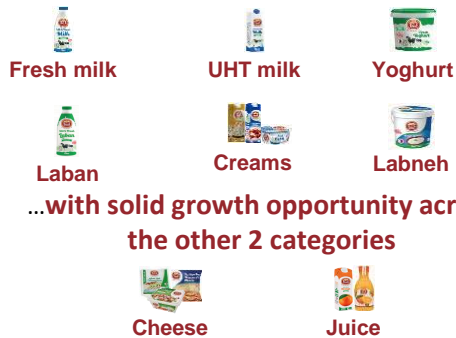 Fresh milk UHT milk Yoghurt
Laban Creams Labneh
...with solid growth opportunity acr
the other 2 categories
Cheese Juice